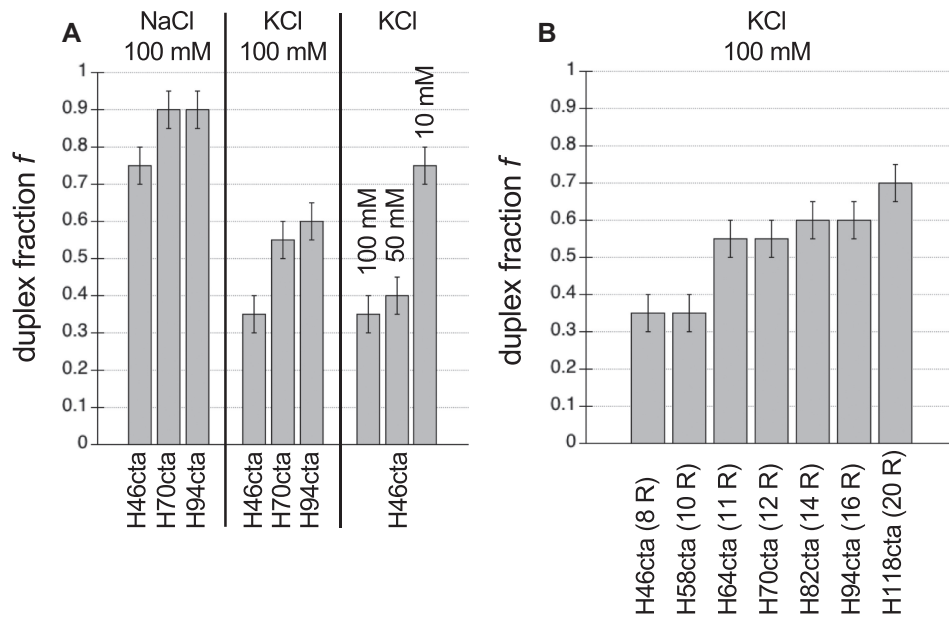 A
NaCl
100 mM
KCl
100 mM
KCl
duplex fraction f
1
0.9
0.8
0.7
0.6
0.5
0.4
0.3
0.2
0.1
0
100 mM
50 mM
10 mM
H46cta
H70cta
H94cta
H46cta
H70cta
H94cta
H46cta
B
KCl
100 mM
duplex fraction f
1
0.9
0.8
0.7
0.6
0.5
0.4
0.3
0.2
0.1
0
H46cta (8 R)
H58cta (10 R)
H64cta (11 R)
H70cta (12 R)
H82cta (14 R)
H94cta (16 R)
H118cta (20 R)